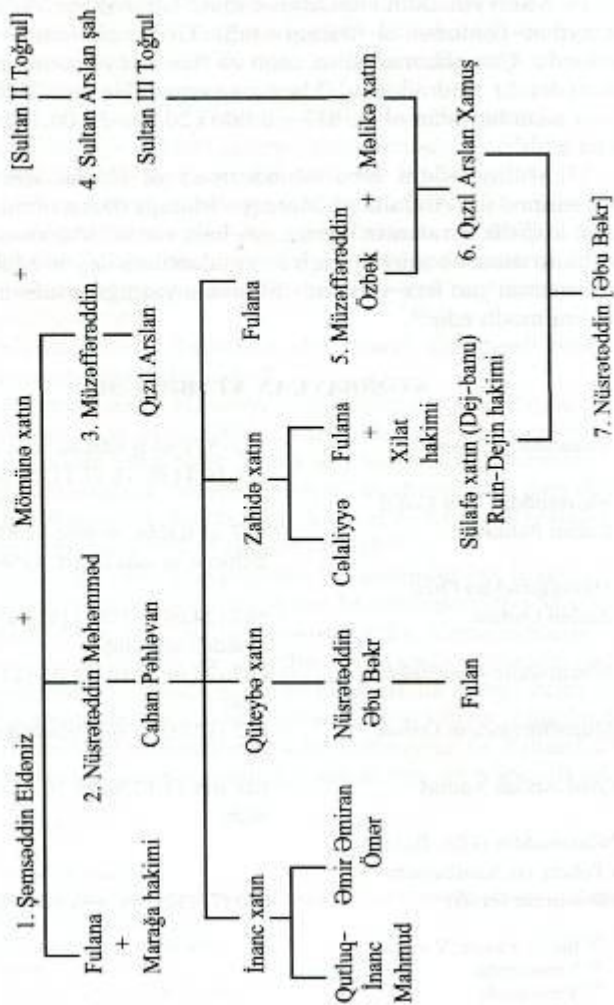 1. Şəmsəddin Eldəniz + Möminə xatın + [Sultan II Toğrul]
Fulana
+
Marağa hakimi
2. Nüsrətəddin Məhəmməd
Cahan Pəhləvan
3. Müzəffərəddin
Qızıl Arslan
4. Sultan Arslan şah
Sultan III Toğrul
İnanc xatın
Qüteybə xatın
Zahidə xatın
Fulana
Qutluq-
İnanc
Mahmud
Əmir Əmiran
Ömər
Nüsrətəddin
Əbu Bəkr
Cəlaliyyə
Fulana
+
Xilat
hakimi
5. Müzəffərəddin
Özbək + Məlikə xatın
Fulan
Sülafə xatın (Dej-banu)
Ruin-Dejin hakimi
6. Qızıl Arslan Xamuş
7. Nüsrətəddin [Əbu Bəkr]